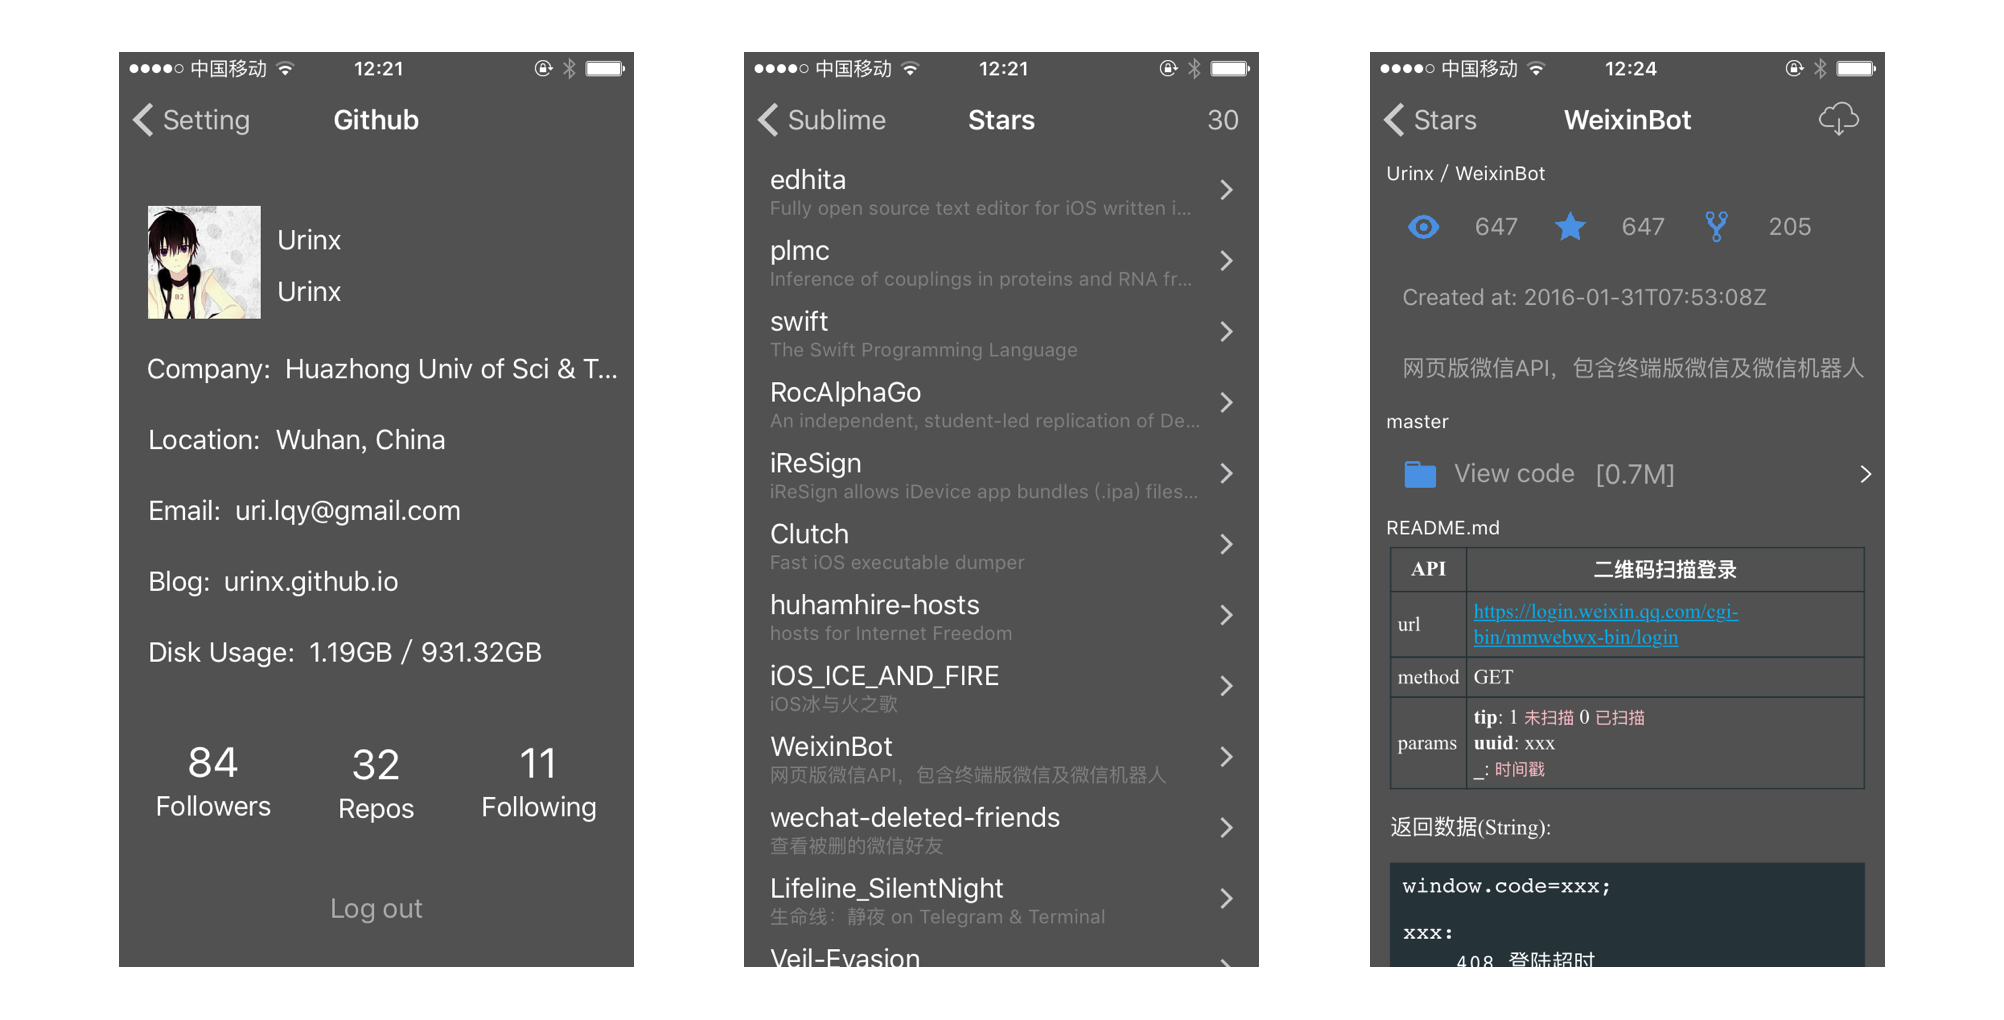 中国移动 12:21
Setting Github
Urinx
Urinx
Company: Huazhong Univ of Sci & T...
Location: Wuhan, China
Email: uri.lqy@gmail.com
Blog: urinx.github.io
Disk Usage: 1.19GB / 931.32GB
84 32 11
Followers Repos Following
Log out
中国移动 12:21
Sublime Stars 30
edhita
Fully open source text editor for iOS written i...
plmc
Inference of couplings in proteins and RNA fr...
swift
The Swift Programming Language
RocAlphaGo
An independent, student-led replication of De...
iReSign
iReSign allows iDevice app bundles (.ipa) files...
Clutch
Fast iOS executable dumper
huhamhire-hosts
hosts for Internet Freedom
iOS_ICE_AND_FIRE
iOS冰与火之歌
WeixinBot
网页版微信API，包含终端版微信及微信机器人
wechat-deleted-friends
查看被删的微信好友
Lifeline_SilentNight
生命线：静夜 on Telegram & Terminal
Veil-Evasion
中国移动 12:24
Stars WeixinBot
Urinx / WeixinBot
647 647 205
Created at: 2016-01-31T07:53:08Z
网页版微信API，包含终端版微信及微信机器人
master
View code [0.7M]
README.md
API 二维码扫描登录
url https://login.weixin.qq.com/cgi-
bin/mmwebwx-bin/login
method GET
params tip: 1 未扫描 0 已扫描
uuid: xxx
_: 时间戳
返回数据(String):
window.code=xxx;
xxx:
408 登陆超时